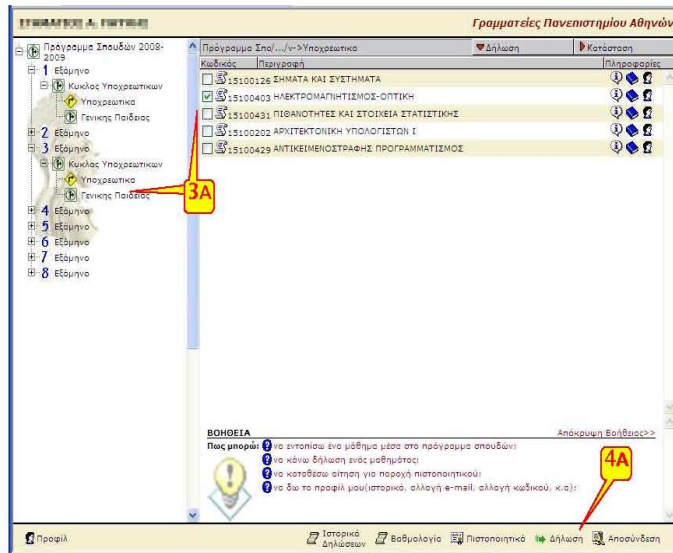 Γραμματείες Πανεπιστημίου Αθηνών
Πρόγραμμα Σπουδών 2008-
2009
1 Εξάμηνο
Κυκλος Υποχρεωτικων
Υποχρεωτικα
Γενικης Παιδειας
2 Εξάμηνο
3 Εξάμηνο
Κυκλος Υποχρεωτικων
Υποχρεωτικα
Γενικης Παιδειας
4 Εξάμηνο
5 Εξάμηνο
6 Εξάμηνο
7 Εξάμηνο
8 Εξάμηνο
Πρόγραμμα Σπο/.../ν->Υποχρεωτικα Δήλωση Κατάσταση
Κωδικός Περιγραφή Πληροφορίες
15100126 ΣΗΜΑΤΑ ΚΑΙ ΣΥΣΤΗΜΑΤΑ
15100403 ΗΛΕΚΤΡΟΜΑΓΝΗΤΙΣΜΟΣ-ΟΠΤΙΚΗ
15100431 ΠΙΘΑΝΟΤΗΤΕΣ ΚΑΙ ΣΤΟΙΧΕΙΑ ΣΤΑΤΙΣΤΙΚΗΣ
15100202 ΑΡΧΙΤΕΚΤΟΝΙΚΗ ΥΠΟΛΟΓΙΣΤΩΝ Ι
15100429 ΑΝΤΙΚΕΙΜΕΝΟΣΤΡΑΦΗΣ ΠΡΟΓΡΑΜΜΑΤΙΣΜΟΣ
3A
ΒΟΗΘΕΙΑ Απόκρυψη Βοήθειας>>
Πως μπορώ: να εντοπίσω ένα μάθημα μέσα στο πρόγραμμα σπουδών;
να κάνω δήλωση ενός μαθήματος;
να καταθέσω αίτηση για παροχή πιστοποιητικού;
να δω το προφίλ μου(ιστορικό, αλλαγή e-mail, αλλαγή κωδικού, κ.α);
4A
Προφίλ Ιστορικό Δηλώσεων Βαθμολογία Πιστοποιητικά Δήλωση Αποσύνδεση